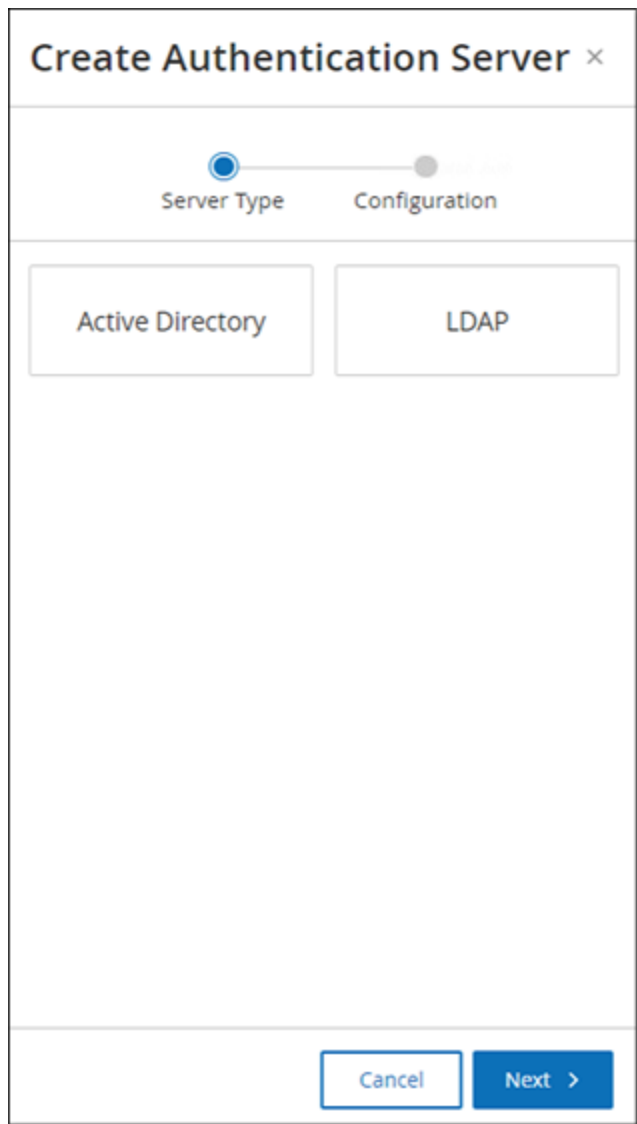 Create Authentication Server ×
Server Type Configuration
Active Directory LDAP
Cancel Next >